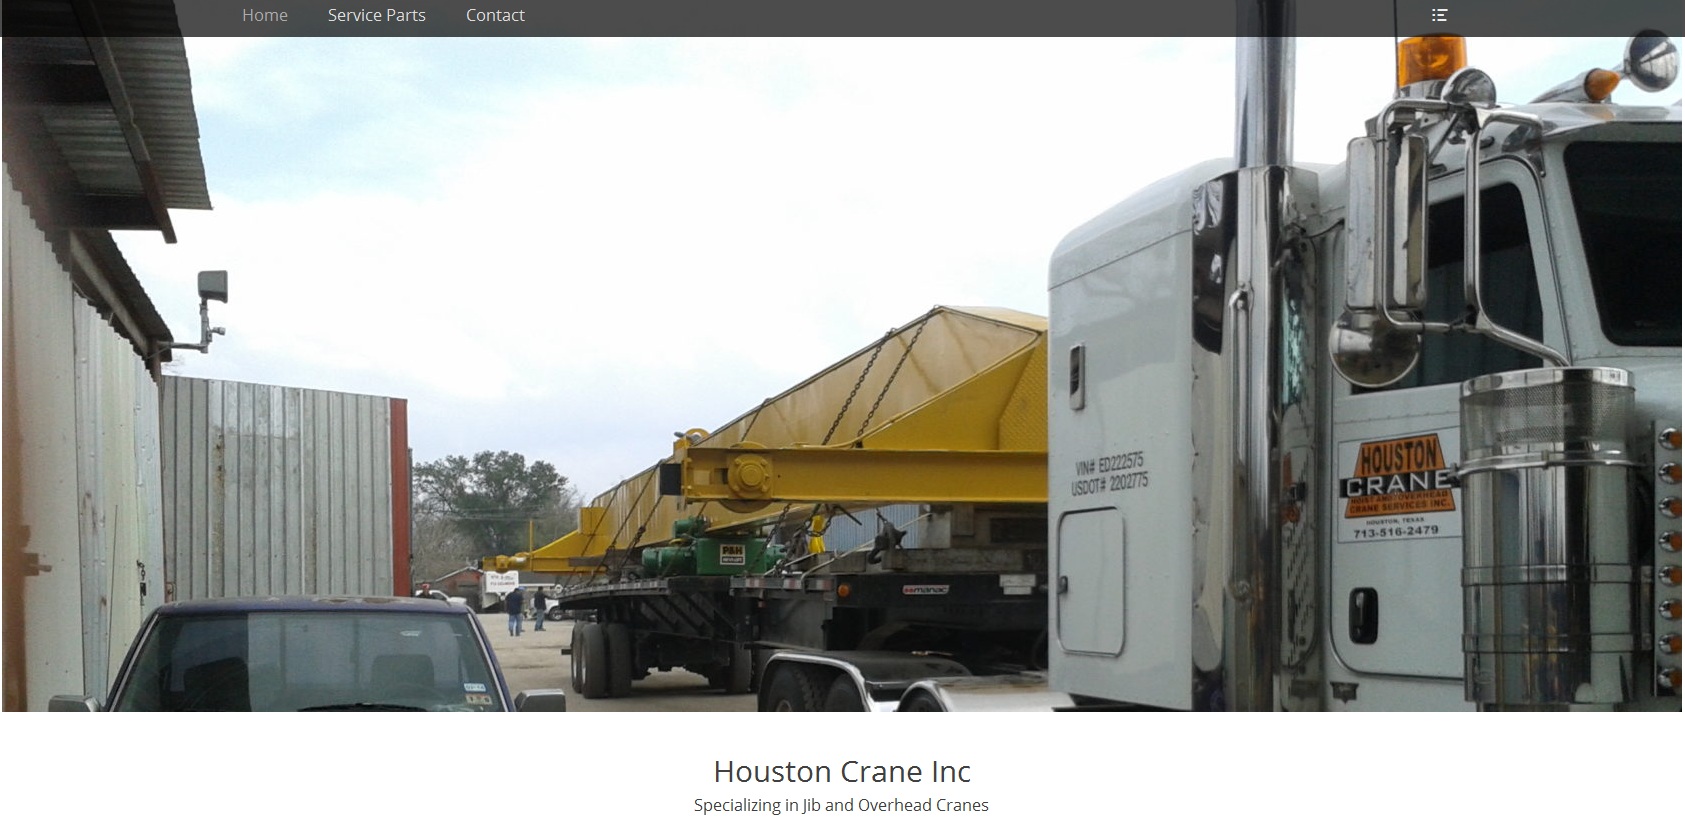 Home
Service Parts
Contact
VIN# ED222575
USDOT# 2202775
HOUSTON
CRANE
HOIST AND OVERHEAD
CRANE SERVICES INC.
HOUSTON, TEXAS
713-516-2479
P&H
manac
Houston Crane Inc
Specializing in Jib and Overhead Cranes